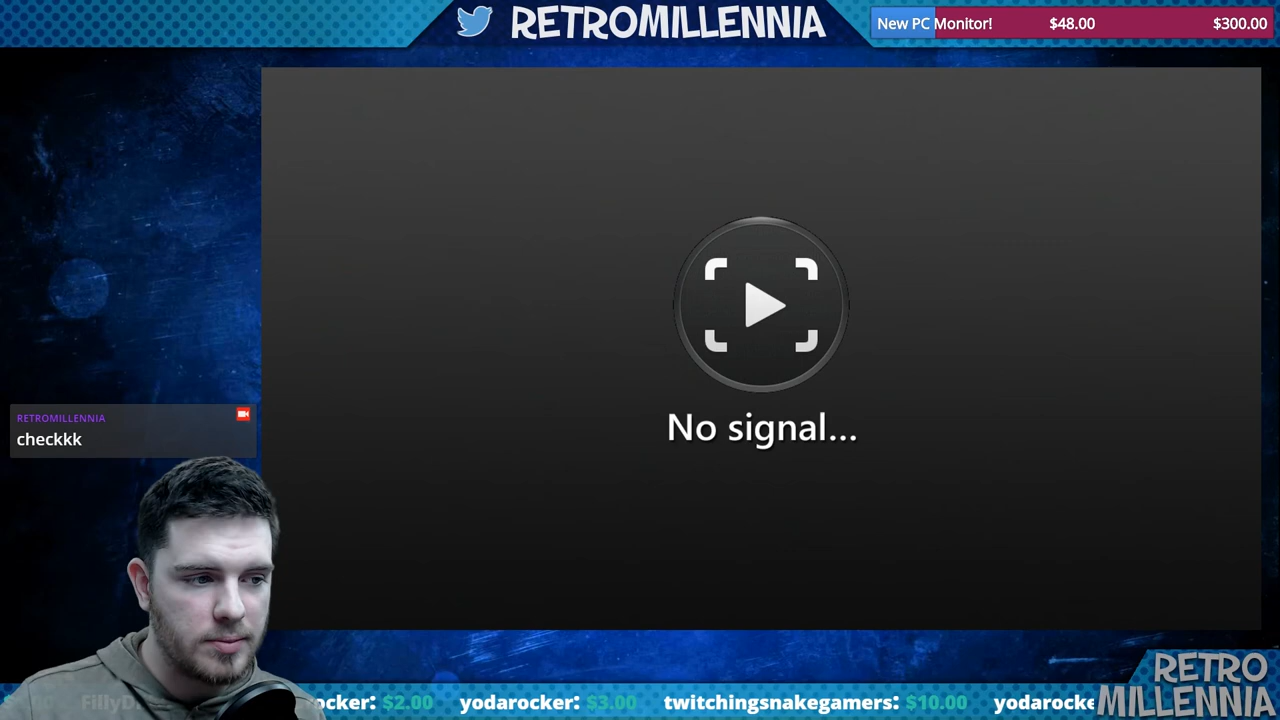 RETROMILLENNIA
New PC Monitor! $48.00 $300.00
No signal...
RETROMILLENNIA
checkkk
ocker: $2.00 yodarocker: $3.00 twitchingsnakegamers: $10.00 yodarocke
RETRO
MILLENNIA